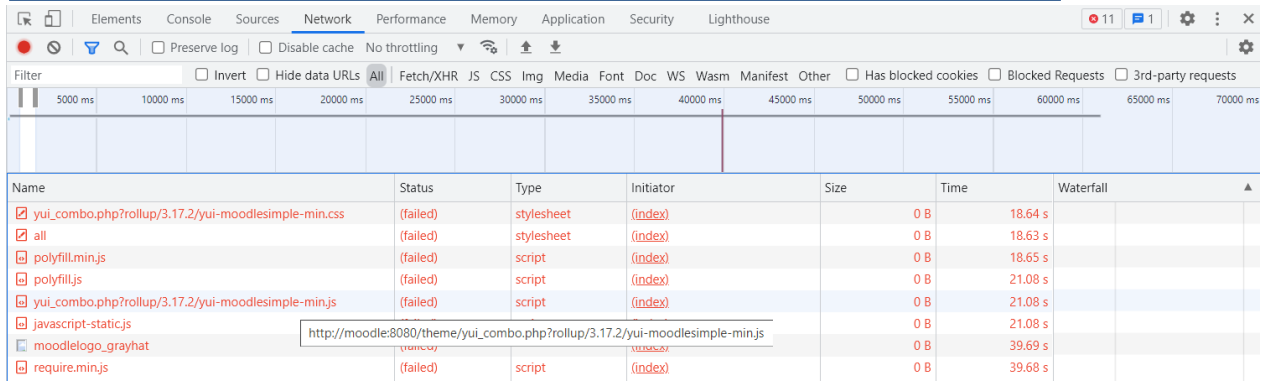 Elements Console Sources Network Performance Memory Application Security Lighthouse 11 1
Preserve log Disable cache No throttling
Filter Invert Hide data URLs All Fetch/XHR JS CSS Img Media Font Doc WS Wasm Manifest Other Has blocked cookies Blocked Requests 3rd-party requests
5000 ms 10000 ms 15000 ms 20000 ms 25000 ms 30000 ms 35000 ms 40000 ms 45000 ms 50000 ms 55000 ms 60000 ms 65000 ms 70000 ms
Name Status Type Initiator Size Time Waterfall
yui_combo.php?rollup/3.17.2/yui-moodlesimple-min.css (failed) stylesheet (index) 0 B 18.64 s
all (failed) stylesheet (index) 0 B 18.63 s
polyfill.min.js (failed) script (index) 0 B 18.65 s
polyfill.js (failed) script (index) 0 B 21.08 s
yui_combo.php?rollup/3.17.2/yui-moodlesimple-min.js (failed) script (index) 0 B 21.08 s
javascript-static.js 0 B 21.08 s
http://moodle:8080/theme/yui_combo.php?rollup/3.17.2/yui-moodlesimple-min.js
moodlelogo_grayhat 0 B 39.69 s
require.min.js (failed) script (index) 0 B 39.68 s